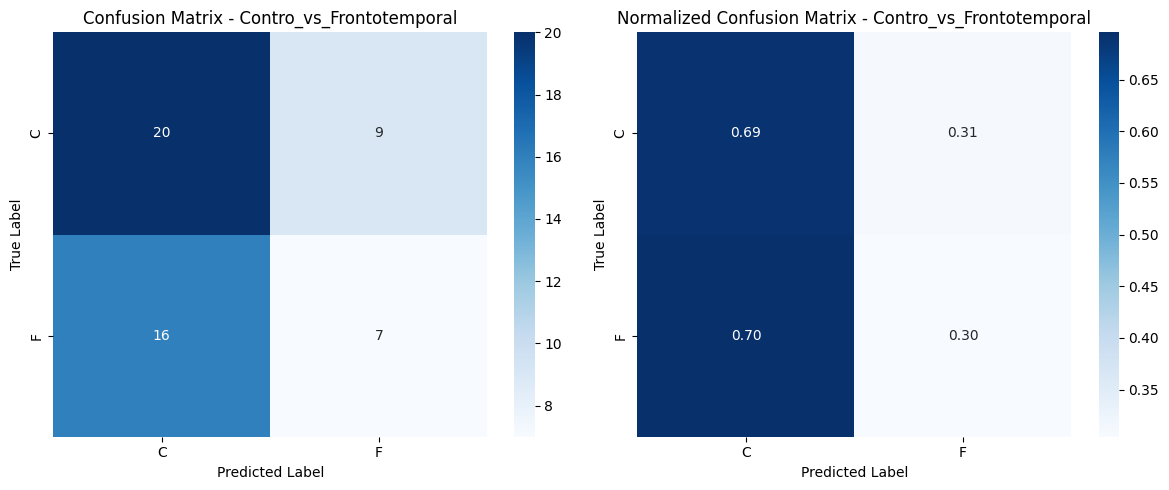 Confusion Matrix - Contro_vs_Frontotemporal
True Label
C
F
20
9
16
7
C
F
Predicted Label
20
18
16
14
12
10
8
Normalized Confusion Matrix - Contro_vs_Frontotemporal
True Label
C
F
0.69
0.31
0.70
0.30
C
F
Predicted Label
0.65
0.60
0.55
0.50
0.45
0.40
0.35